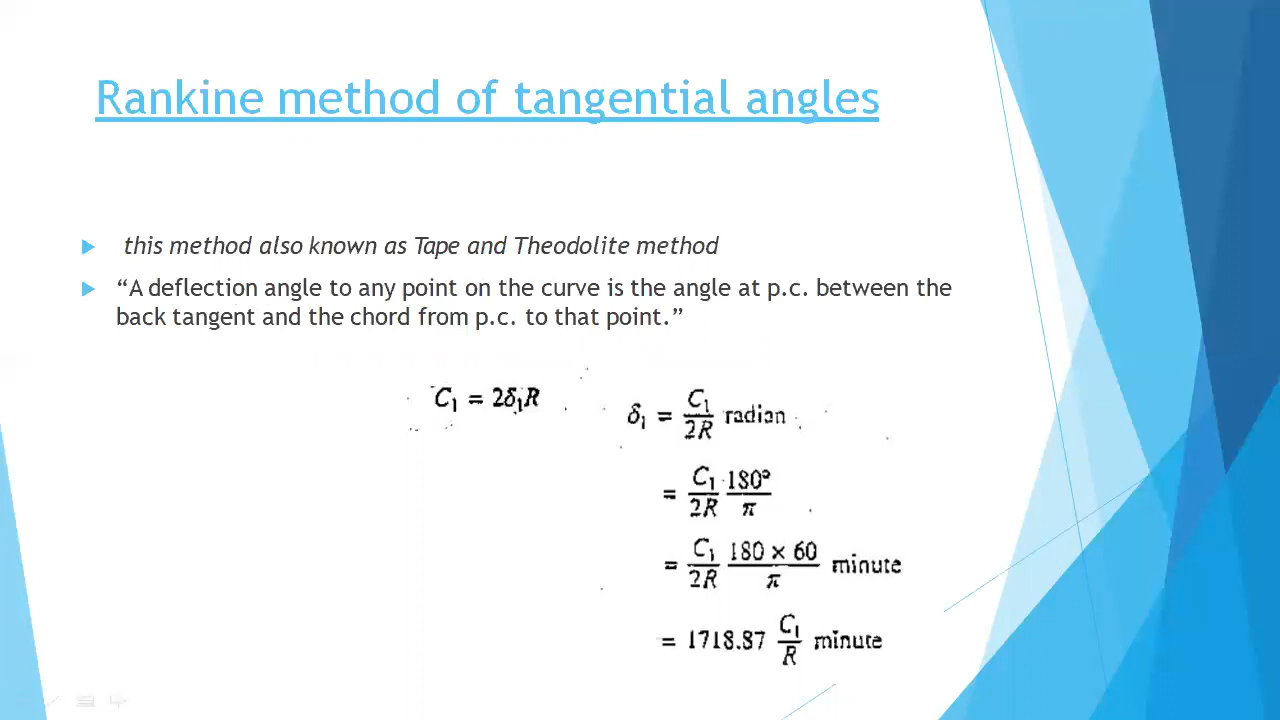 Rankine method of tangential angles
this method also known as Tape and Theodolite method
“A deflection angle to any point on the curve is the angle at p.c. between the
back tangent and the chord from p.c. to that point.”
C₁ = 2δ₁R
δ₁ = C₁/2R radian
= C₁/2R 180°/π
= C₁/2R 180 × 60/π minute
= 1718.87 C₁/R minute